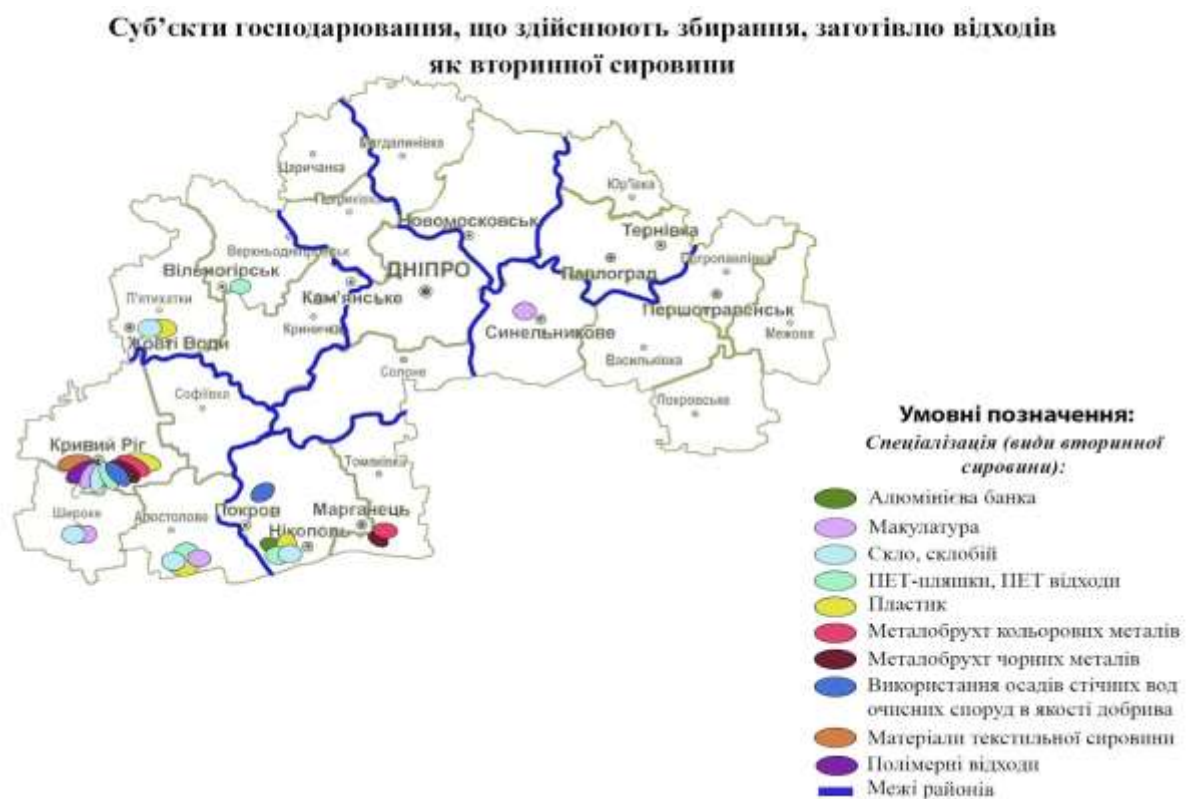 Суб’єкти господарювання, що здійснюють збирання, заготівлю відходів
як вторинної сировини
Магдалинівка
Царичанка
Юр'ївка
Петриківка
Новомосковськ
Тернівка
Верхньодніпровськ
Петропавлівка
Вільногірськ
ДНІПРО
Павлоград
П'ятихатки
Кам'янське
Першотравенськ
Кринички
Синельникове
Межова
Жовті Води
Васильківка
Солоне
Софіївка
Покровське
Кривий Ріг
Томаківка
Широке
Апостолове
Покров
Марганець
Нікополь
Умовні позначення:
Спеціалізація (види вторинної
сировини):
Алюмінієва банка
Макулатура
Скло, склобій
ПЕТ-пляшки, ПЕТ відходи
Пластик
Металобрухт кольорових металів
Металобрухт чорних металів
Використання осадів стічних вод
очисних споруд в якості добрива
Матеріали текстильної сировини
Полімерні відходи
Межі районів